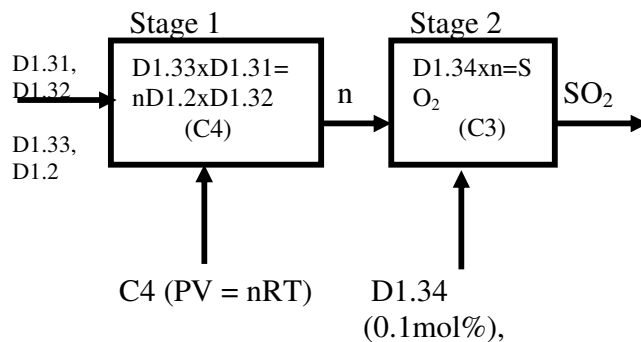 Stage 1
Stage 2
D1.31,
D1.32
D1.33,
D1.2
D1.33xD1.31=
nD1.2xD1.32
(C4)
n
D1.34xn=S
O₂
(C3)
SO₂
C4 (PV = nRT)
D1.34
(0.1mol%),